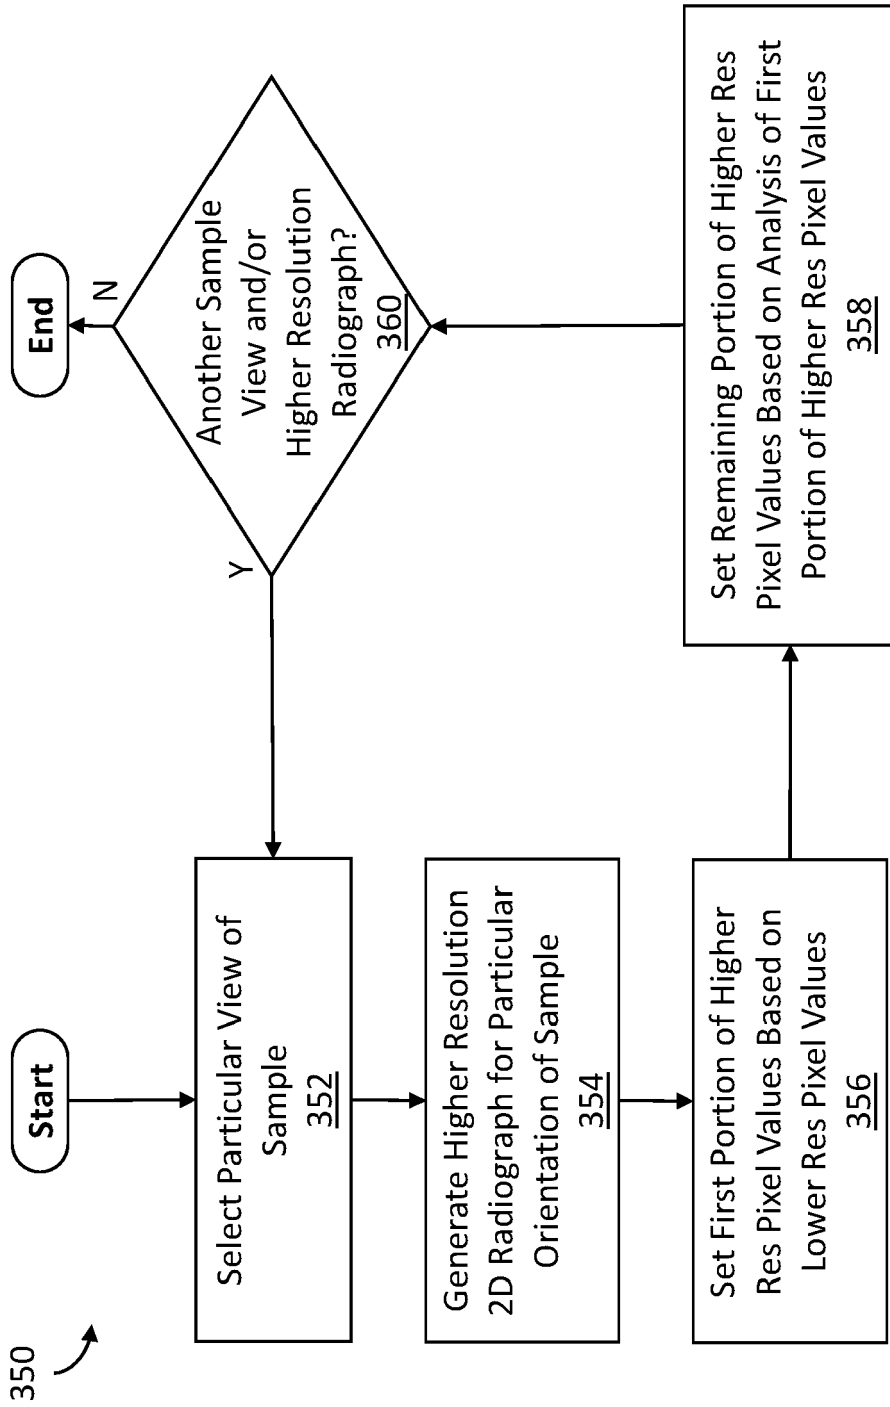 350
Start
Select Particular View of
Sample
352
Generate Higher Resolution
2D Radiograph for Particular
Orientation of Sample
354
Set First Portion of Higher
Res Pixel Values Based on
Lower Res Pixel Values
356
Set Remaining Portion of Higher Res
Pixel Values Based on Analysis of First
Portion of Higher Res Pixel Values
358
Another Sample
View and/or
Higher Resolution
Radiograph?
360
Y
N
End